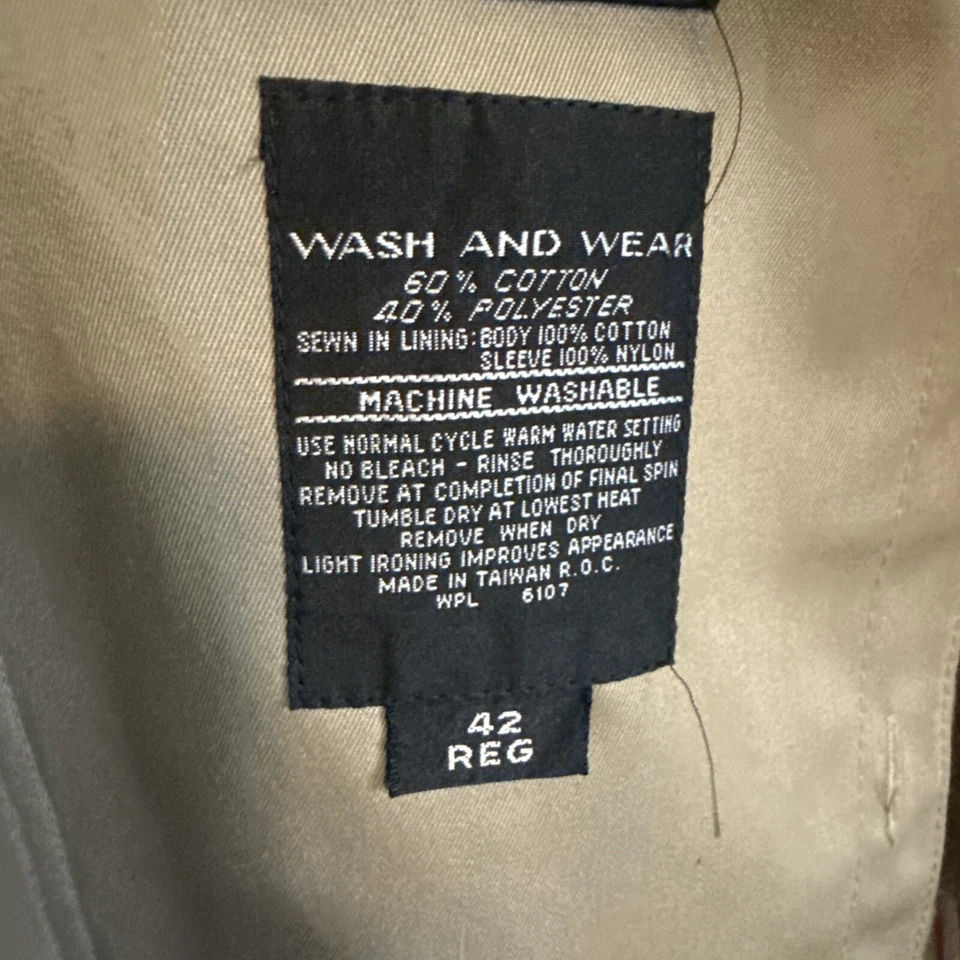 WASH AND WEAR
60% COTTON
40% POLYESTER
SEWN IN LINING: BODY 100% COTTON
SLEEVE 100% NYLON
MACHINE WASHABLE
USE NORMAL CYCLE WARM WATER SETTING
NO BLEACH - RINSE THOROUGHLY
REMOVE AT COMPLETION OF FINAL SPIN
TUMBLE DRY AT LOWEST HEAT
REMOVE WHEN DRY
LIGHT IRONING IMPROVES APPEARANCE
MADE IN TAIWAN R.O.C.
WPL 6107
42
REG